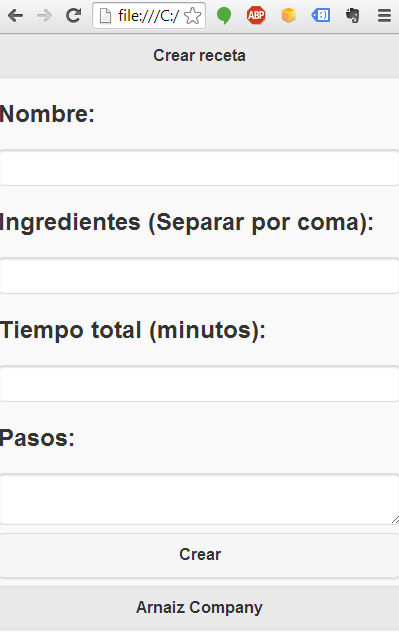 file:///C:/
ABP
Crear receta
Nombre:
Ingredientes (Separar por coma):
Tiempo total (minutos):
Pasos:
Crear
Arnaiz Company